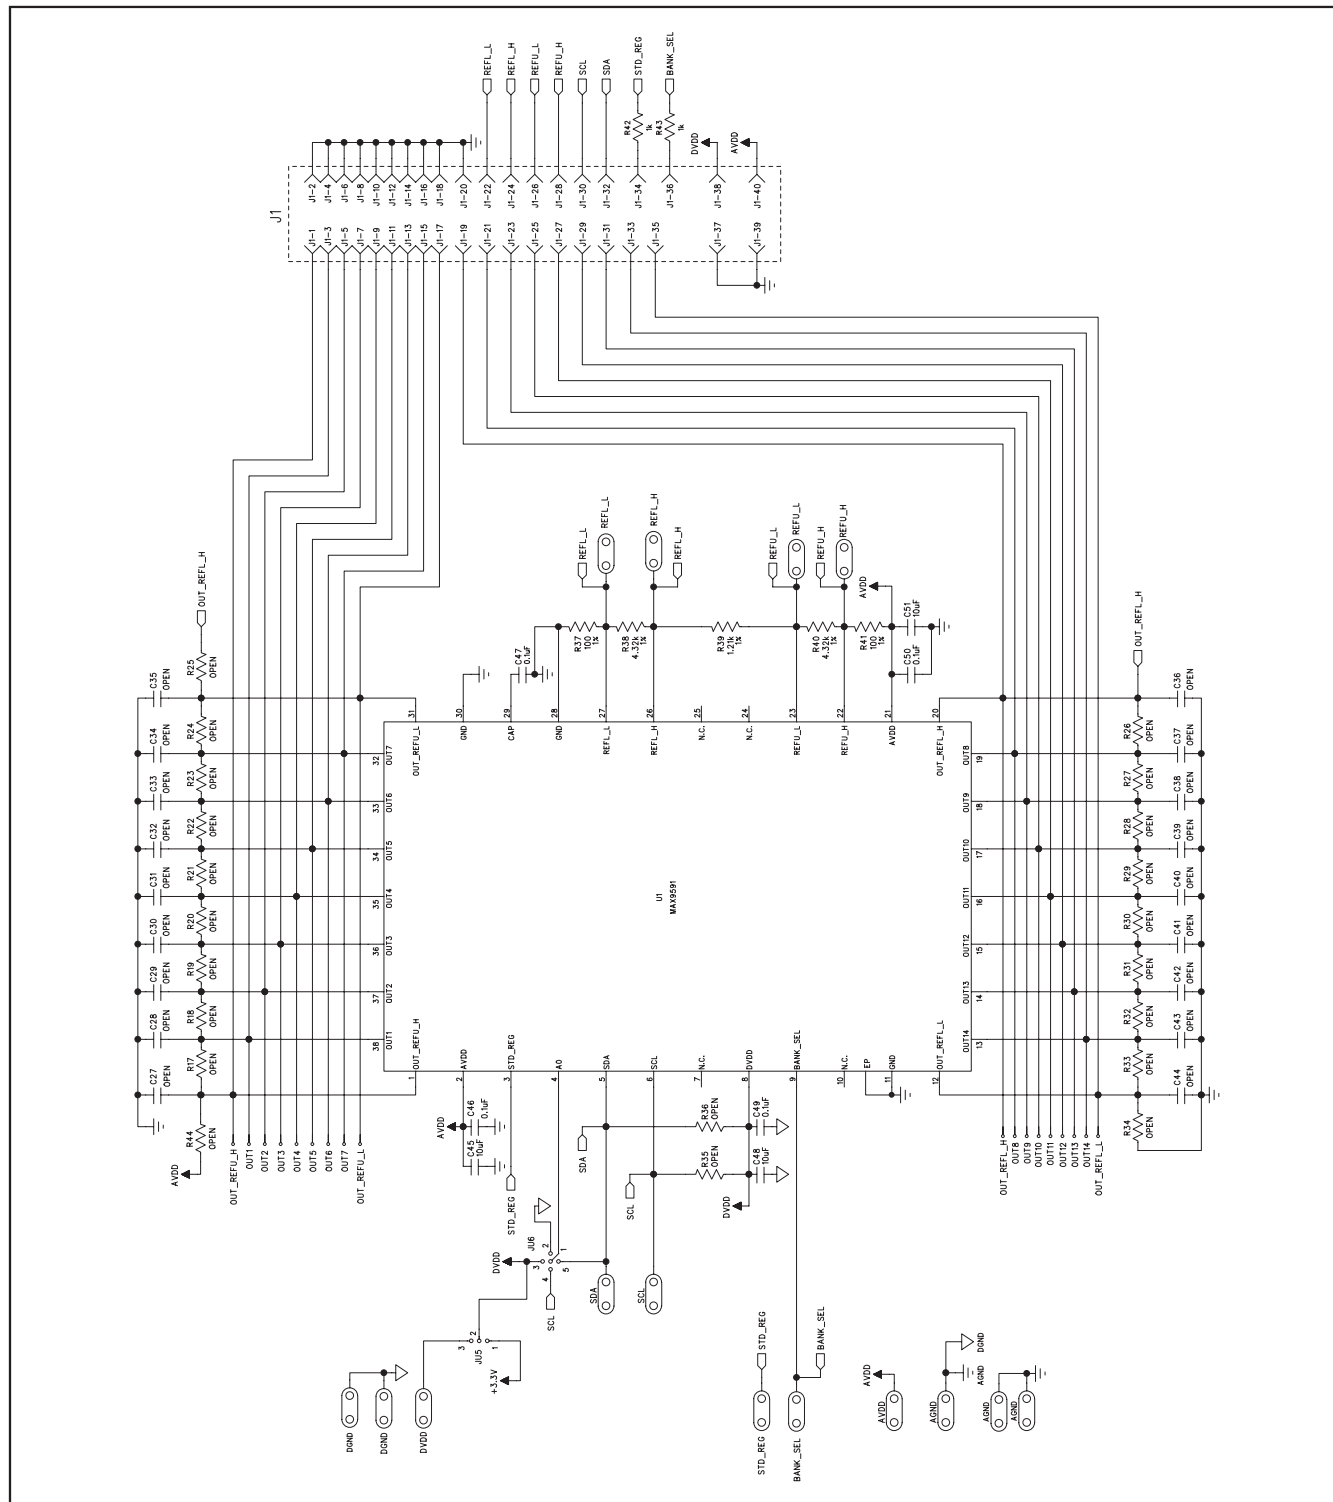 J1
REFL_L
REFL_H
REFU_L
REFU_H
SCL
SDA
STD_REG
BANK_SEL
R42
1k
R43
1k
DVDD
AVDD
J1-2
J1-4
J1-6
J1-8
J1-10
J1-12
J1-14
J1-16
J1-18
J1-20
J1-22
J1-24
J1-26
J1-28
J1-30
J1-32
J1-34
J1-36
J1-38
J1-40
J1-1
J1-3
J1-5
J1-7
J1-9
J1-11
J1-13
J1-15
J1-17
J1-19
J1-21
J1-23
J1-25
J1-27
J1-29
J1-31
J1-33
J1-35
J1-37
J1-39
OUT_REFL_H
R25
OPEN
C35
OPEN
R24
OPEN
C34
OPEN
R23
OPEN
C33
OPEN
R22
OPEN
C32
OPEN
R21
OPEN
C31
OPEN
R20
OPEN
C30
OPEN
R19
OPEN
C29
OPEN
R18
OPEN
C28
OPEN
R17
OPEN
C27
OPEN
R44
OPEN
AVDD
OUT_REFU_H
OUT1
OUT2
OUT3
OUT4
OUT5
OUT6
OUT7
OUT_REFU_L
REFL_L
REFL_L
REFL_H
REFL_H
REFU_L
REFU_L
REFU_H
REFU_H
AVDD
C47
0.1uF
R37
100
1%
R38
4.32k
1%
R39
1.21k
1%
R40
4.32k
1%
R41
100
1%
C50
0.1uF
C51
10uF
31
OUT_REFU_L
30
GND
29
CAP
28
GND
27
REFL_L
26
REFL_H
25
N.C.
24
N.C.
23
REFU_L
22
REFU_H
21
AVDD
20
OUT_REFL_H
32
OUT7
33
OUT6
34
OUT5
35
OUT4
36
OUT3
37
OUT2
38
OUT1
U1
MAX9591
OUT8
19
OUT9
18
OUT10
17
OUT11
16
OUT12
15
OUT13
14
OUT14
13
OUT_REFU_H
1
AVDD
2
STD_REG
3
A0
4
SDA
5
SCL
6
N.C.
7
DVDD
8
BANK_SEL
9
N.C.
10
EP
GND
11
OUT_REFL_L
12
OUT_REFL_H
R26
OPEN
C36
OPEN
R27
OPEN
C37
OPEN
R28
OPEN
C38
OPEN
R29
OPEN
C39
OPEN
R30
OPEN
C40
OPEN
R31
OPEN
C41
OPEN
R32
OPEN
C42
OPEN
R33
OPEN
C43
OPEN
R34
OPEN
C44
OPEN
OUT_REFL_H
OUT8
OUT9
OUT10
OUT11
OUT12
OUT13
OUT14
OUT_REFL_L
AVDD
C46
0.1uF
C45
10uF
STD_REG
SDA
SCL
R36
OPEN
R35
OPEN
C49
0.1uF
C48
10uF
DVDD
JU6
DVDD
1
2
3
4
5
SCL
SDA
SCL
JU5
1
2
3
+3.3V
DGND
DGND
DVDD
STD_REG
STD_REG
BANK_SEL
BANK_SEL
AVDD
AVDD
AGND
DGND
AGND
AGND
AGND